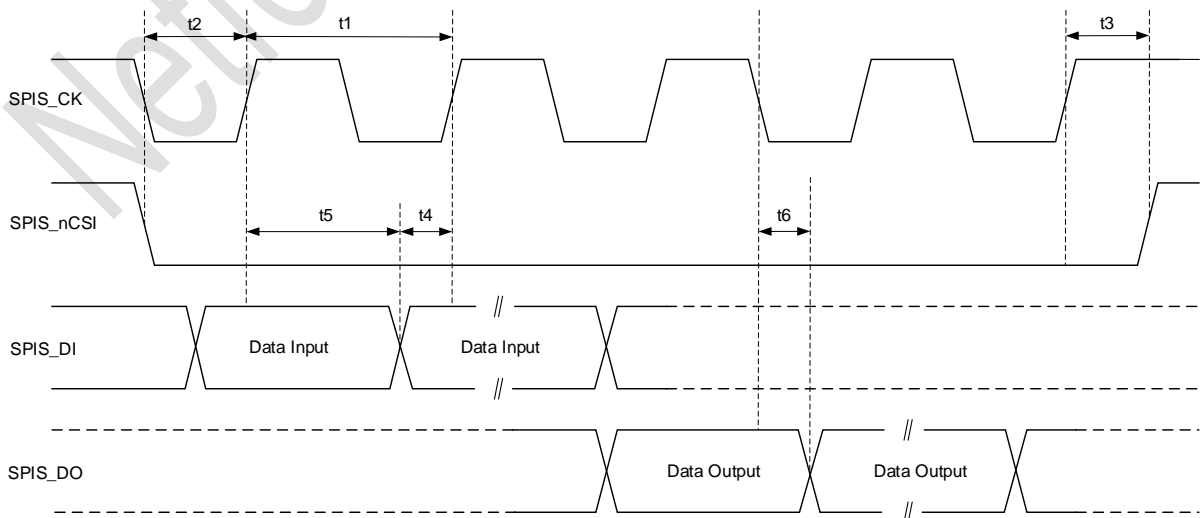 t2 t1 t3
SPIS_CK
SPIS_nCSI
t5 t4 t6
SPIS_DI
Data Input Data Input
SPIS_DO
Data Output Data Output